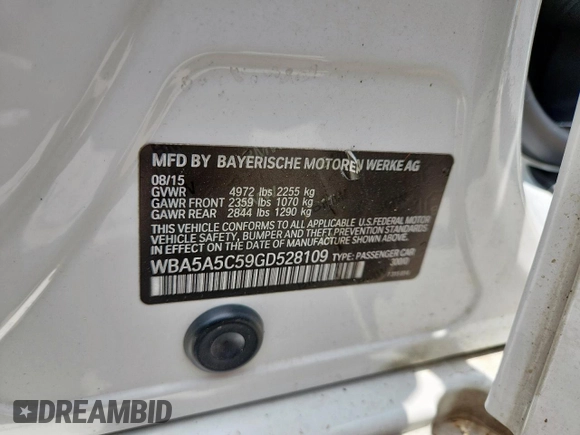 MFD BY BAYERISCHE MOTOREN WERKE AG
08/15
GVWR 4972 lbs 2255 kg
GAWR FRONT 2359 lbs 1070 kg
GAWR REAR 2844 lbs 1290 kg
THIS VEHICLE CONFORMS TO ALL APPLICABLE U.S.FEDERAL MOTOR
VEHICLE SAFETY, BUMPER, AND THEFT PREVENTION STANDARDS
IN EFFECT ON THE DATE OF MANUFACTURE SHOWN ABOVE.
WBA5A5C59GD528109 TYPE: PASSENGER CAR
DREAMBID